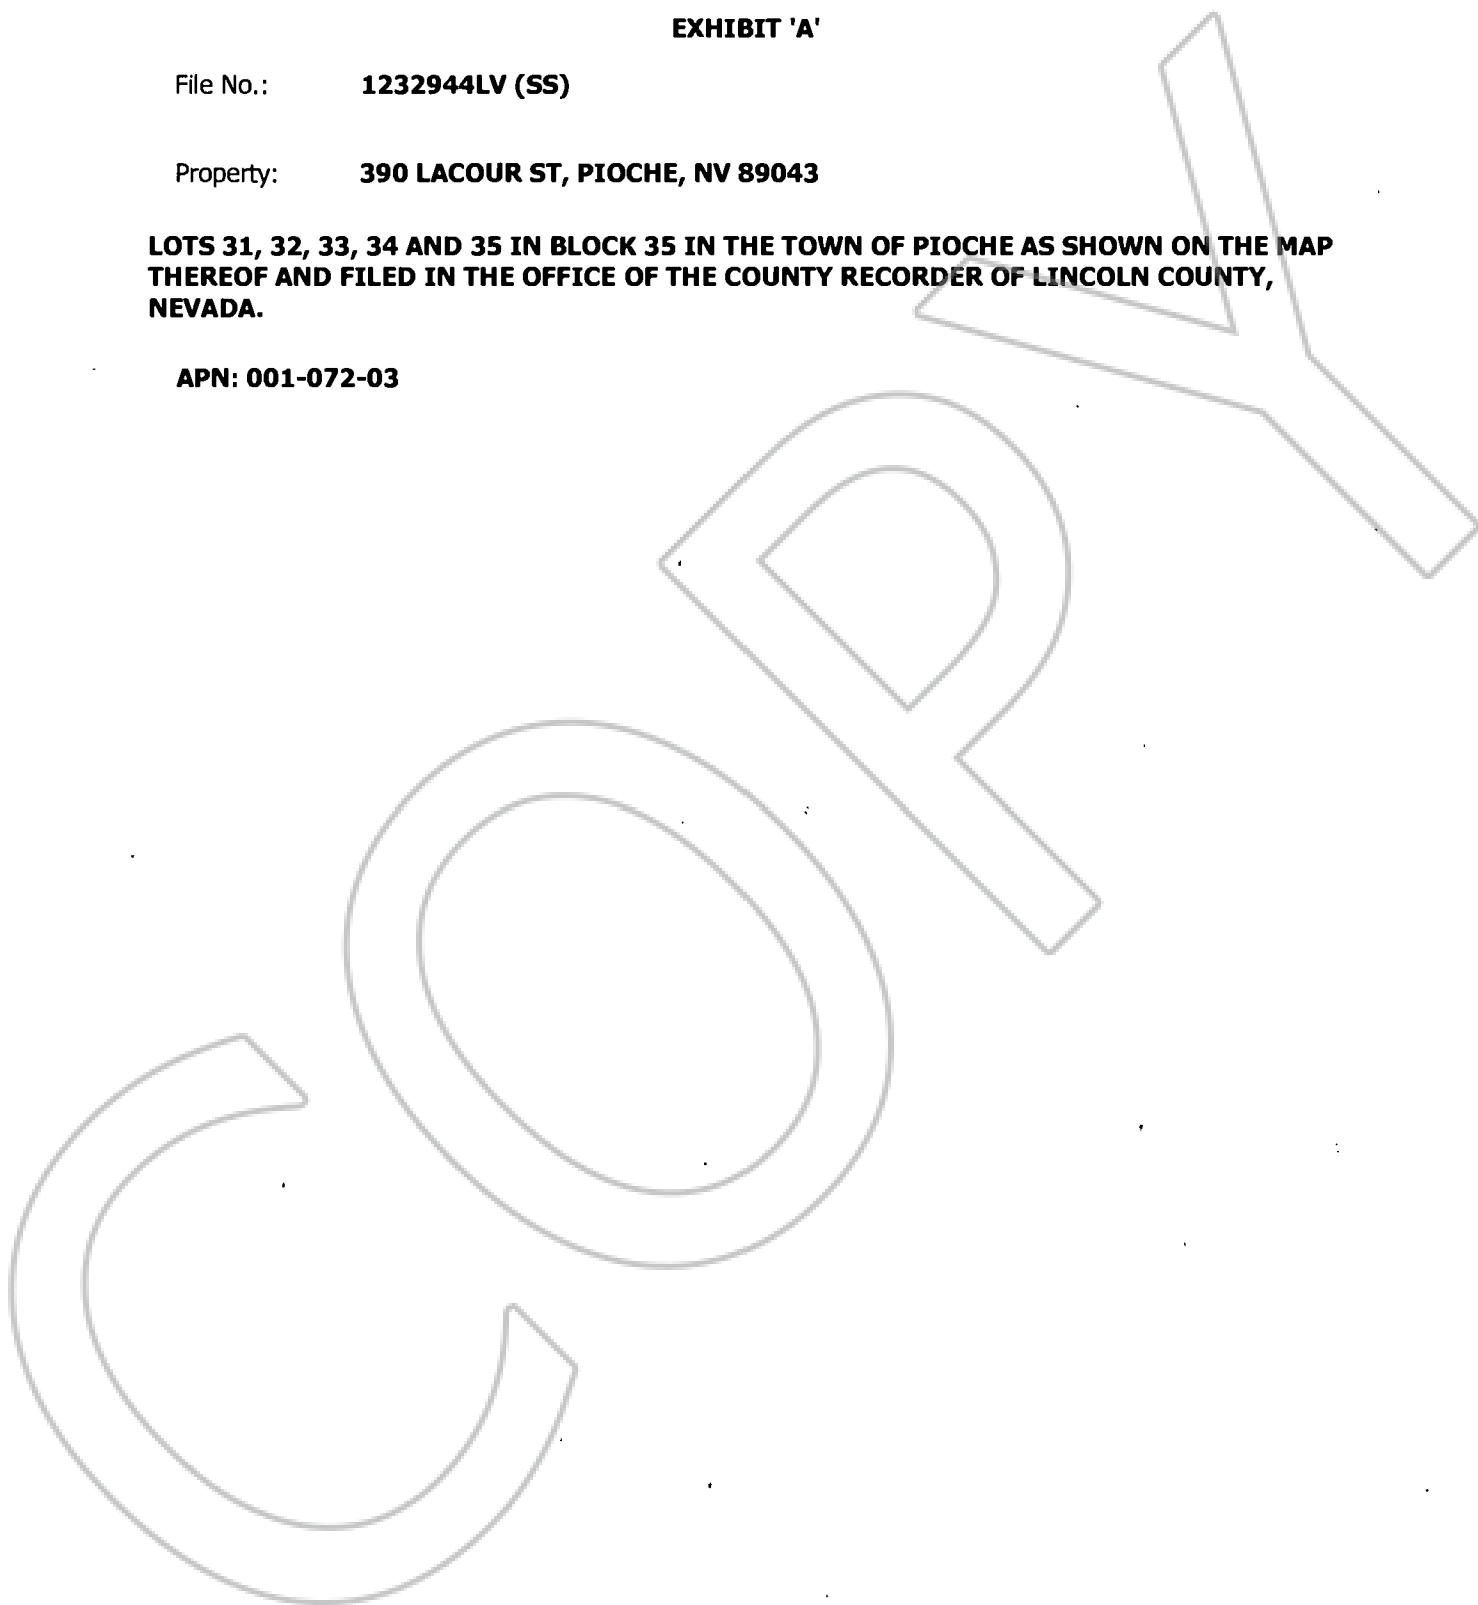 EXHIBIT 'A'
File No.: 1232944LV (SS)
Property: 390 LACOUR ST, PIOCHE, NV 89043
LOTS 31, 32, 33, 34 AND 35 IN BLOCK 35 IN THE TOWN OF PIOCHE AS SHOWN ON THE MAP
THEREOF AND FILED IN THE OFFICE OF THE COUNTY RECORDER OF LINCOLN COUNTY,
NEVADA.
APN: 001-072-03
COPY